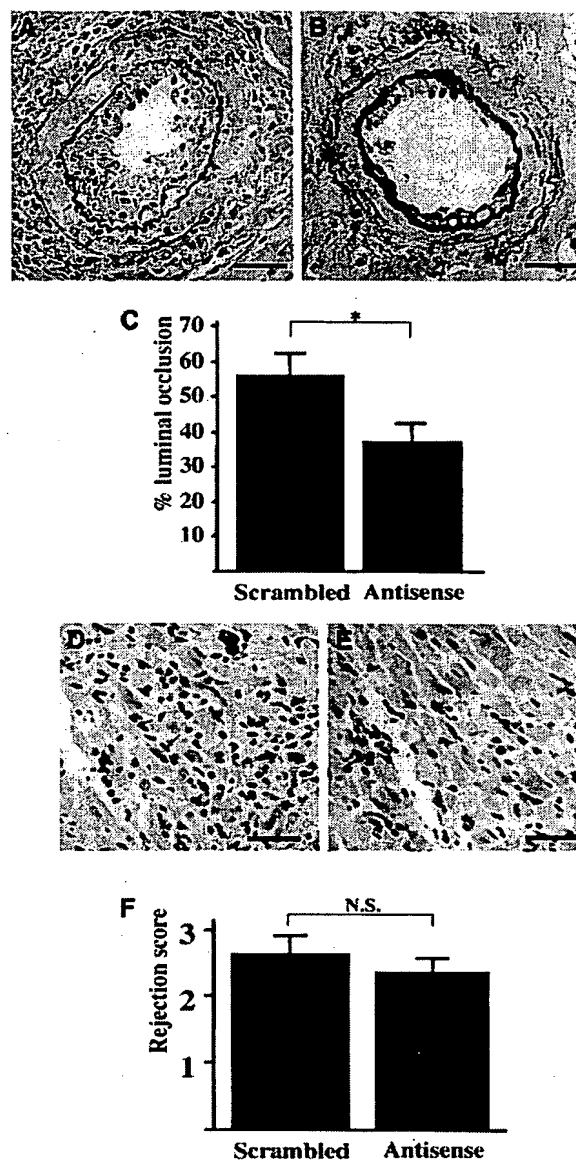 A B
C
*
70
60
50
40
30
20
10
% luminal occlusion
Scrambled Antisense
D E
F
N.S.
3
2
1
Rejection score
Scrambled Antisense